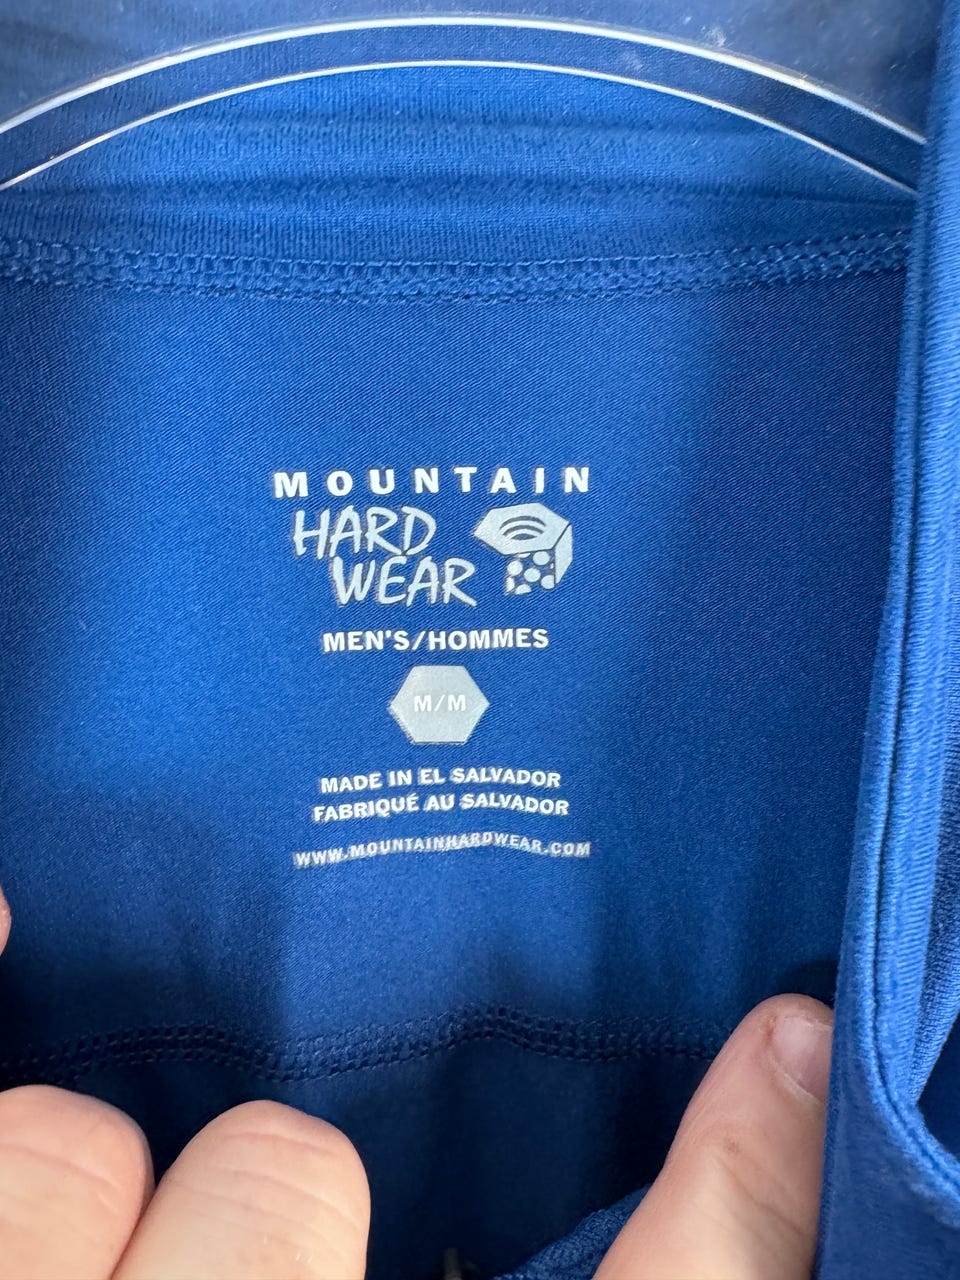 MOUNTAIN
HARD
WEAR
MEN'S/HOMMES
M/M
MADE IN EL SALVADOR
FABRIQUÉ AU SALVADOR
WWW.MOUNTAINHARDWEAR.COM